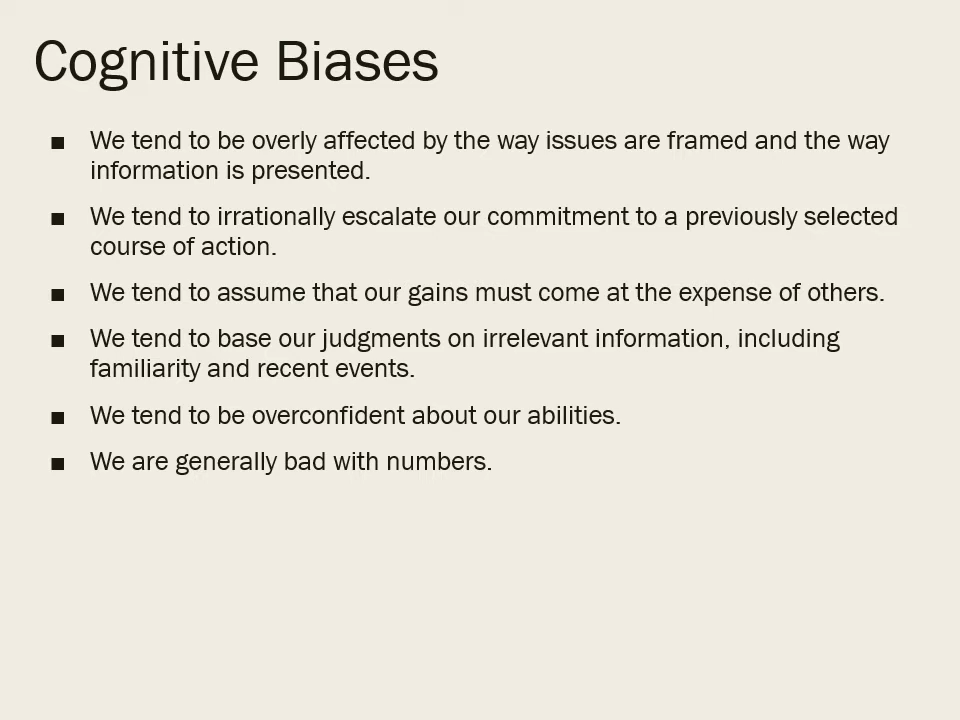 Cognitive Biases
■ We tend to be overly affected by the way issues are framed and the way
information is presented.
■ We tend to irrationally escalate our commitment to a previously selected
course of action.
■ We tend to assume that our gains must come at the expense of others.
■ We tend to base our judgments on irrelevant information, including
familiarity and recent events.
■ We tend to be overconfident about our abilities.
■ We are generally bad with numbers.